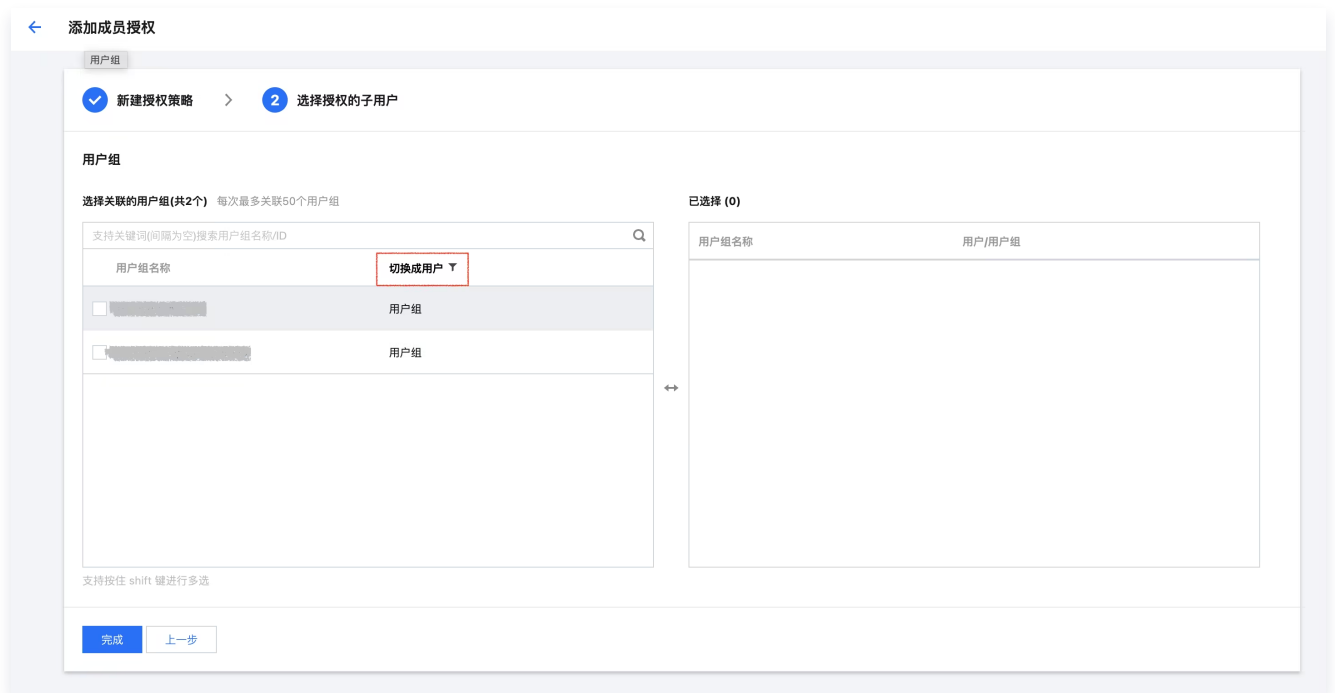 添加成员授权
用户组
新建授权策略
2 选择授权的子用户
用户组
选择关联的用户组(共2个) 每次最多关联50个用户组
已选择 (0)
支持关键词(间隔为空)搜索用户组名称/ID
用户组名称 切换成用户
用户组名称 用户/用户组
用户组
用户组
支持按住 shift 键进行多选
完成 上一步